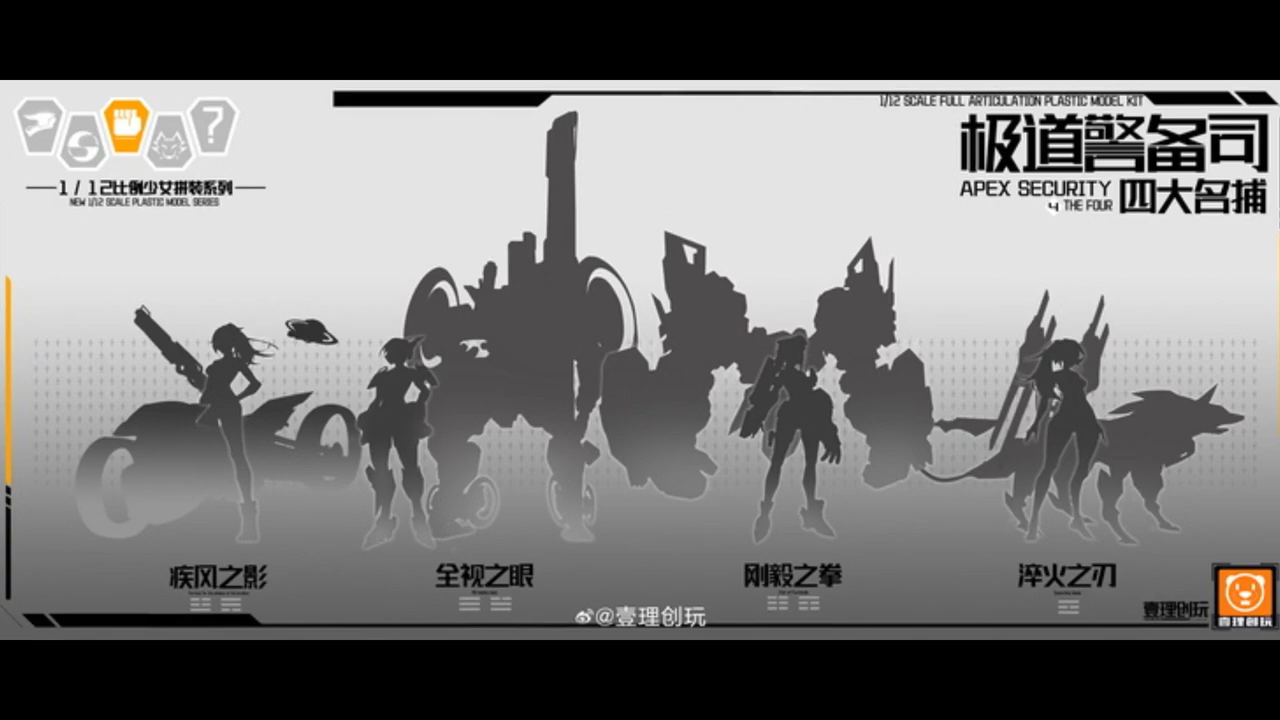 1/12 SCALE FULL ARTICULATION PLASTIC MODEL KIT
极道警备司
APEX SECURITY
4 THE FOUR
四大名捕
?
1/12比例少女拼装系列
NEW 1/12 SCALE PLASTIC MODEL SERIES
疾风之影
全视之眼
刚毅之拳
淬火之刃
@壹理创玩
壹理创玩
壹理创玩